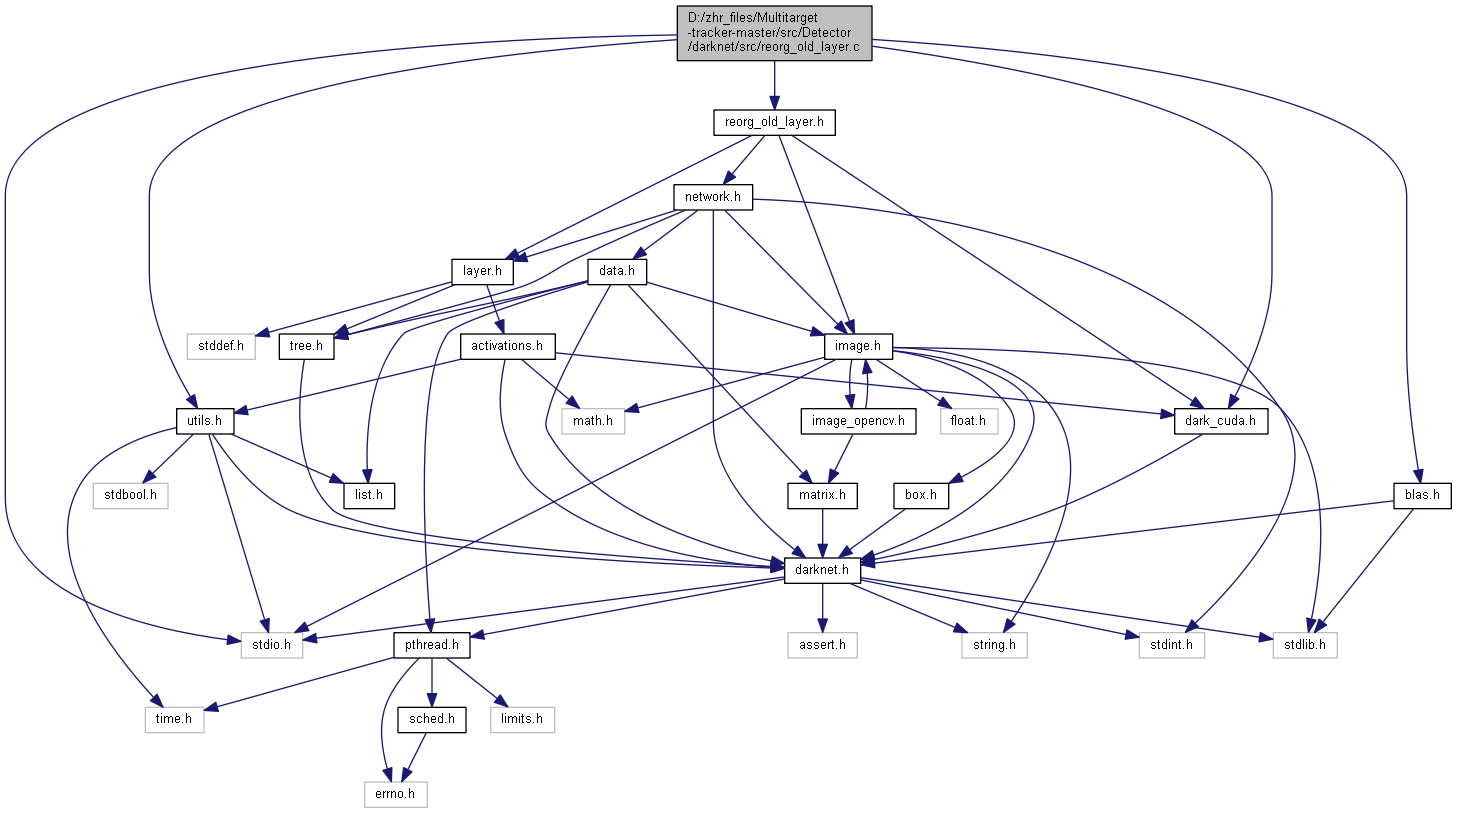 D:/zhr_files/Multitarget
-tracker-master/src/Detector
/darknet/src/reorg_old_layer.c
reorg_old_layer.h
network.h
layer.h
data.h
stddef.h
tree.h
activations.h
image.h
utils.h
math.h
image_opencv.h
float.h
dark_cuda.h
stdbool.h
list.h
matrix.h
box.h
blas.h
darknet.h
stdio.h
pthread.h
assert.h
string.h
stdint.h
stdlib.h
time.h
sched.h
limits.h
errno.h